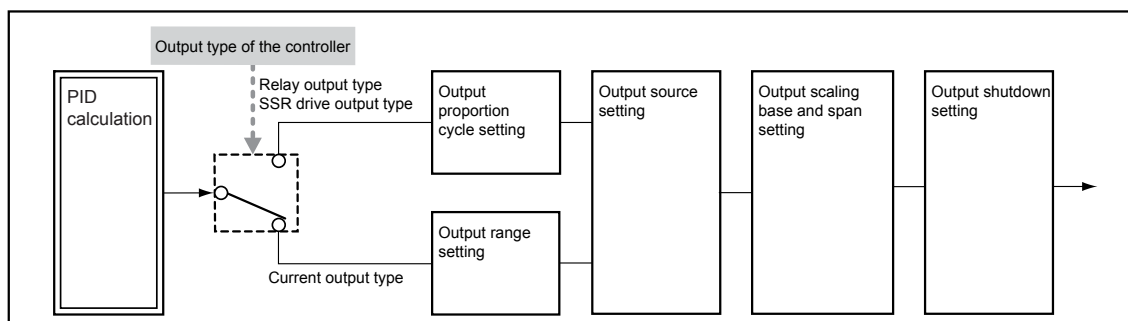 Output type of the controller
PID
calculation
Relay output type
SSR drive output type
Output
proportion
cycle setting
Output source
setting
Output scaling
base and span
setting
Output shutdown
setting
Output range
setting
Current output type